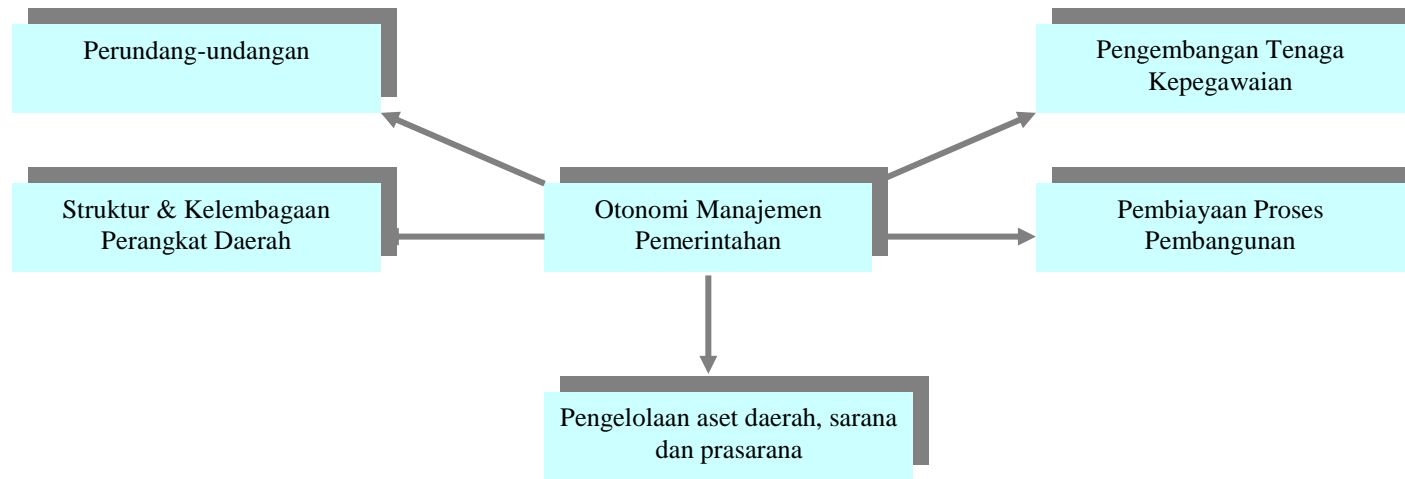 Perundang-undangan
Pengembangan Tenaga
Kepegawaian
Struktur & Kelembagaan
Perangkat Daerah
Otonomi Manajemen
Pemerintahan
Pembiayaan Proses
Pembangunan
Pengelolaan aset daerah, sarana
dan prasarana